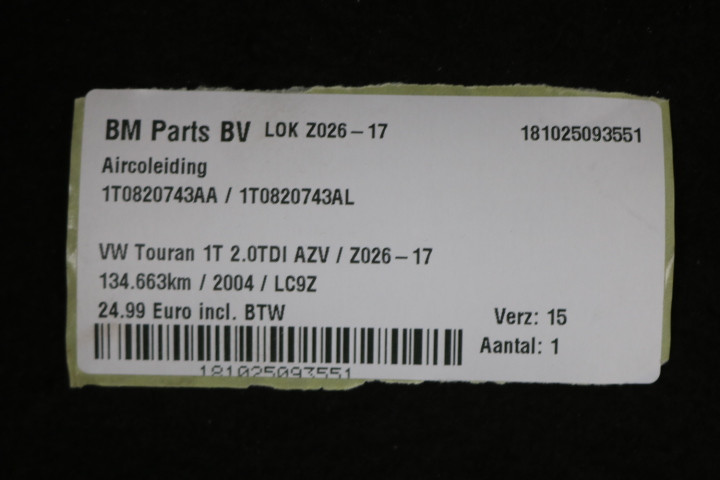 BM Parts BV LOK Z026-17 181025093551
Aircoleiding
1T0820743AA / 1T0820743AL
VW Touran 1T 2.0TDI AZV / Z026-17
134.663km / 2004 / LC9Z
24.99 Euro incl. BTW
Verz: 15
Aantal: 1
181025093551